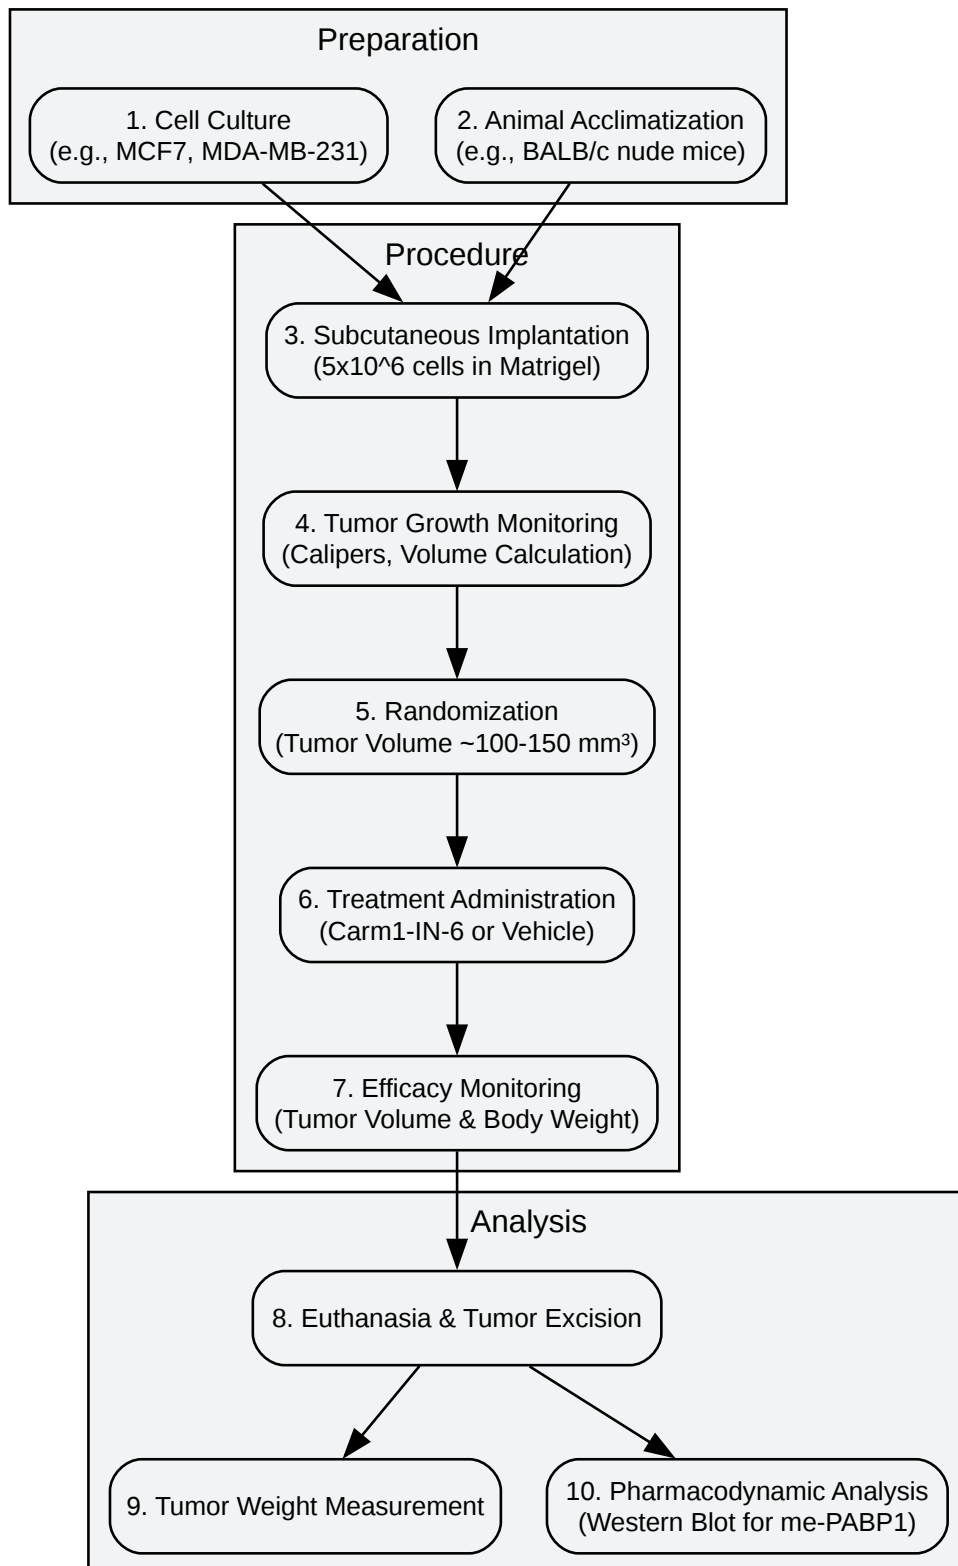 Preparation
1. Cell Culture
(e.g., MCF7, MDA-MB-231)
2. Animal Acclimatization
(e.g., BALB/c nude mice)
Procedure
3. Subcutaneous Implantation
(5x10^6 cells in Matrigel)
4. Tumor Growth Monitoring
(Calipers, Volume Calculation)
5. Randomization
(Tumor Volume ~100-150 mm³)
6. Treatment Administration
(Carm1-IN-6 or Vehicle)
7. Efficacy Monitoring
(Tumor Volume & Body Weight)
Analysis
8. Euthanasia & Tumor Excision
9. Tumor Weight Measurement
10. Pharmacodynamic Analysis
(Western Blot for me-PABP1)